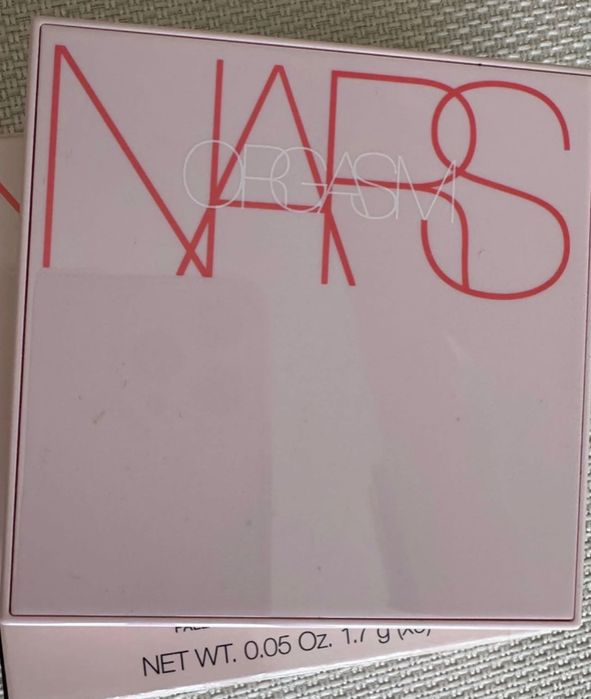 NARS
ORGASM
NET WT. 0.05 Oz. 1.7 g